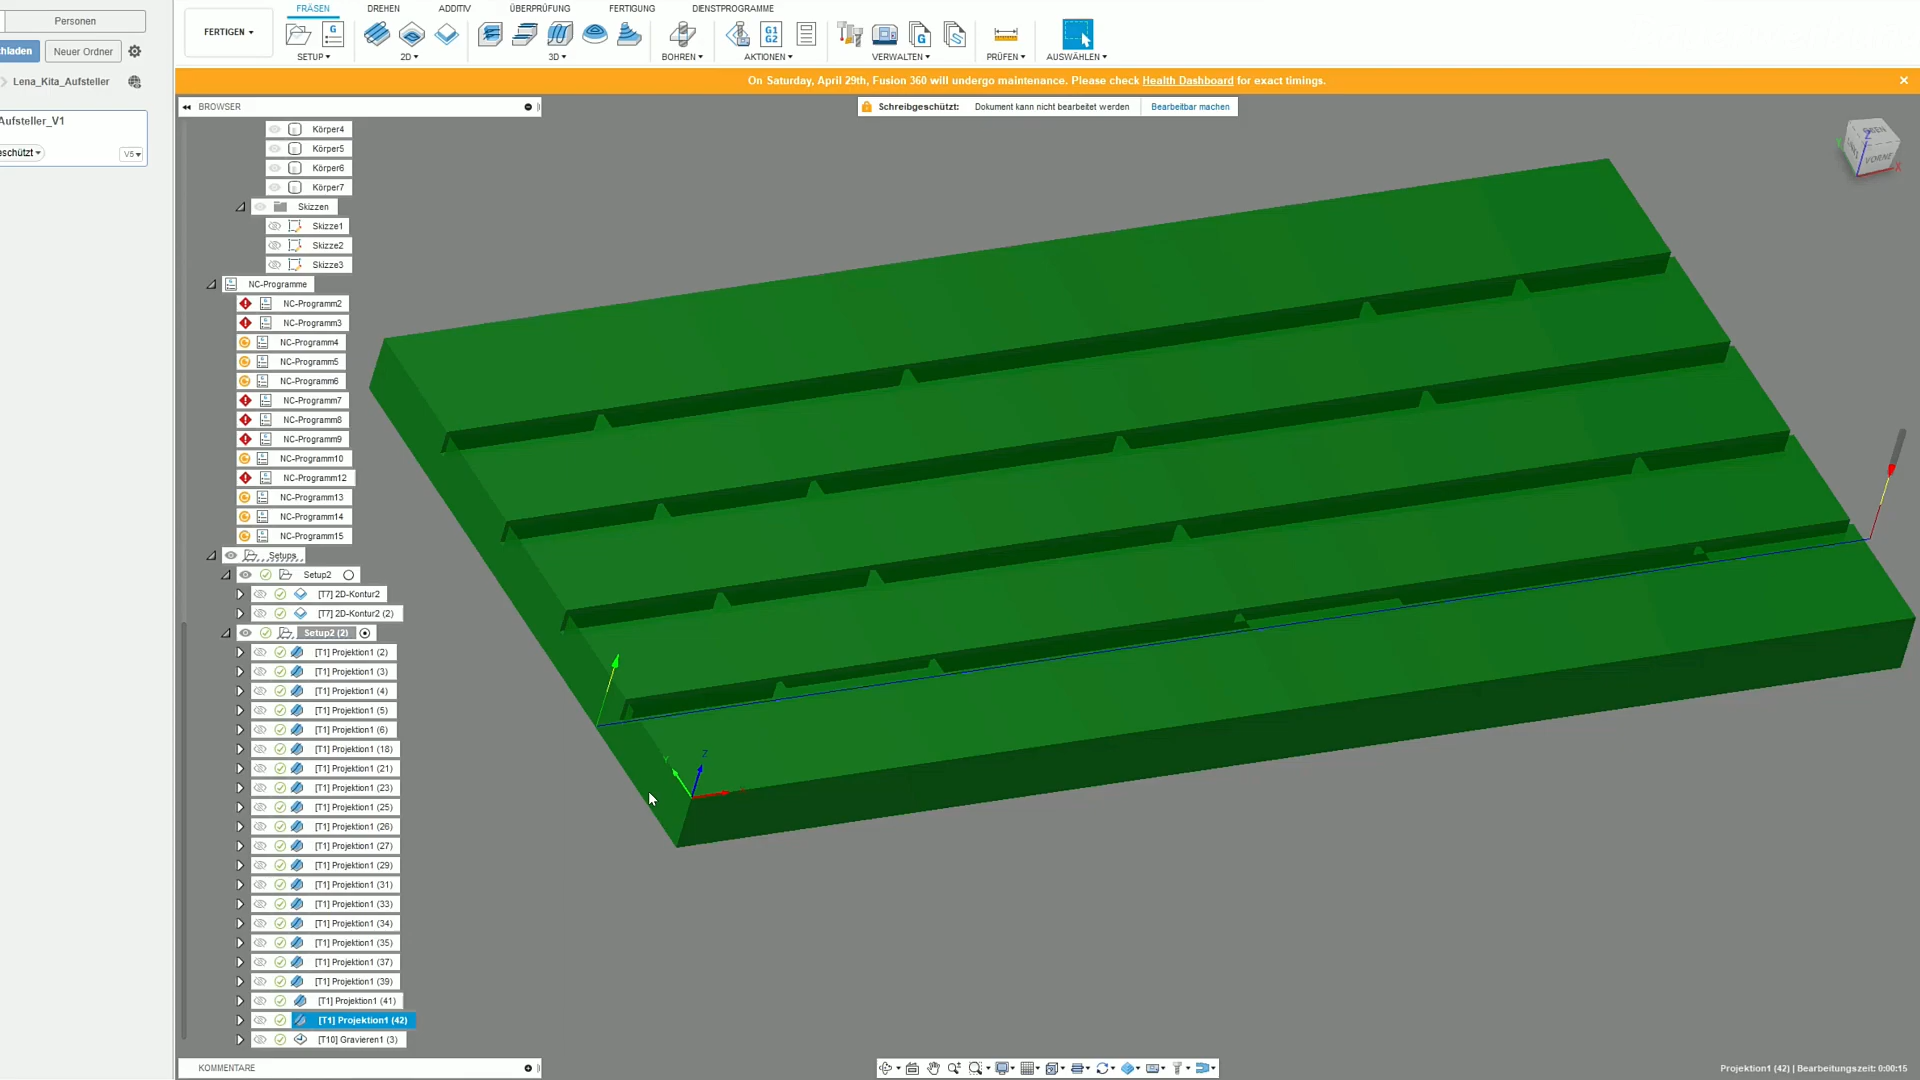 Personen
FRÄSEN DREHEN ADDITIV ÜBERPRÜFUNG FERTIGUNG DIENSTPROGRAMME
FERTIGEN
hladen Neuer Ordner
G G1 G2 G
SETUP 2D 3D BOHREN AKTIONEN VERWALTEN PRÜFEN AUSWÄHLEN
Lena_Kita_Aufsteller
On Saturday, April 29th, Fusion 360 will undergo maintenance. Please check Health Dashboard for exact timings.
BROWSER
Schreibgeschützt: Dokument kann nicht bearbeitet werden Bearbeitbar machen
Aufsteller_V1
eschützt V5
Körper4
Körper5
Körper6
Körper7
Skizzen
Skizze1
Skizze2
Skizze3
NC-Programme
NC-Programm2
NC-Programm3
NC-Programm4
NC-Programm5
NC-Programm6
NC-Programm7
NC-Programm8
NC-Programm9
NC-Programm10
NC-Programm12
NC-Programm13
NC-Programm14
NC-Programm15
Setups
Setup2
[T7] 2D-Kontur2
[T7] 2D-Kontur2 (2)
Setup2 (2)
[T1] Projektion1 (2)
[T1] Projektion1 (3)
[T1] Projektion1 (4)
[T1] Projektion1 (5)
[T1] Projektion1 (6)
[T1] Projektion1 (18)
[T1] Projektion1 (21)
[T1] Projektion1 (23)
[T1] Projektion1 (25)
[T1] Projektion1 (26)
[T1] Projektion1 (27)
[T1] Projektion1 (29)
[T1] Projektion1 (31)
[T1] Projektion1 (33)
[T1] Projektion1 (34)
[T1] Projektion1 (35)
[T1] Projektion1 (37)
[T1] Projektion1 (39)
[T1] Projektion1 (41)
[T1] Projektion1 (42)
[T10] Gravieren1 (3)
VORNE
Z
X
Z
Y
KOMMENTARE
Projektion1 (42) | Bearbeitungszeit: 0:00:15